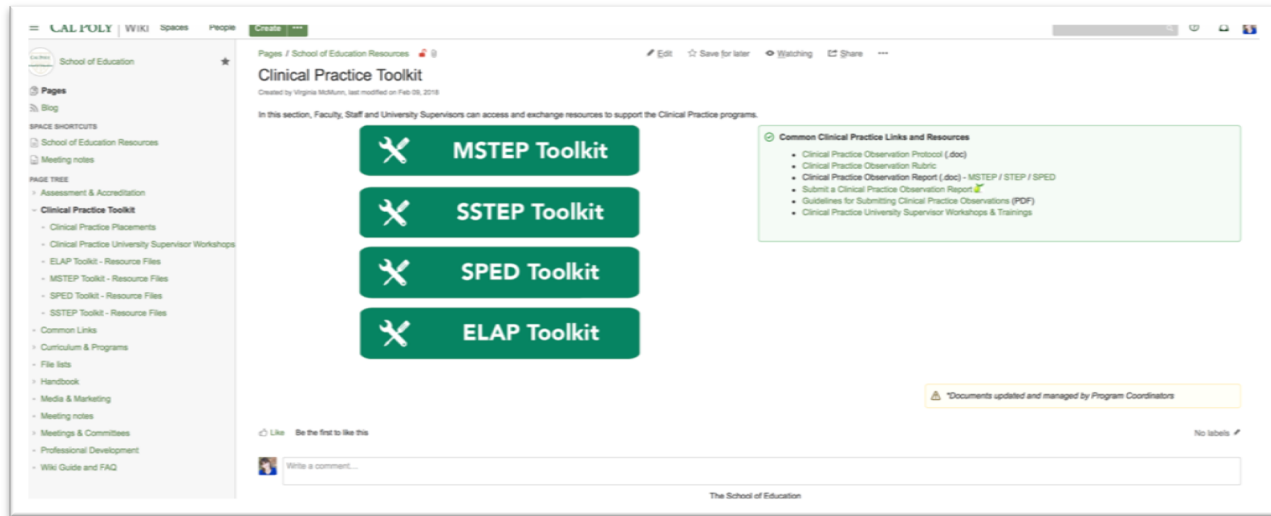 CAL POLY WIKI Spaces People Create
School of Education
Pages
Blog
SPACE SHORTCUTS
School of Education Resources
Meeting notes
PAGE TREE
Assessment & Accreditation
Clinical Practice Toolkit
Clinical Practice Placements
Clinical Practice University Supervisor Workshops
ELAP Toolkit - Resource Files
MSTEP Toolkit - Resource Files
SPED Toolkit - Resource Files
SSTEP Toolkit - Resource Files
Common Links
Curriculum & Programs
File lists
Handbook
Media & Marketing
Meeting notes
Meetings & Committees
Professional Development
Wiki Guide and FAQ
Pages / School of Education Resources
Edit Save for later Watching Share
Clinical Practice Toolkit
Created by Virginia McMunn, last modified on Feb 09, 2018
In this section, Faculty, Staff and University Supervisors can access and exchange resources to support the Clinical Practice programs.
MSTEP Toolkit
SSTEP Toolkit
SPED Toolkit
ELAP Toolkit
Common Clinical Practice Links and Resources
Clinical Practice Observation Protocol (.doc)
Clinical Practice Observation Rubric
Clinical Practice Observation Report (.doc) - MSTEP / STEP / SPED
Submit a Clinical Practice Observation Report
Guidelines for Submitting Clinical Practice Observations (PDF)
Clinical Practice University Supervisor Workshops & Trainings
*Documents updated and managed by Program Coordinators
Like Be the first to like this
No labels
Write a comment...
The School of Education